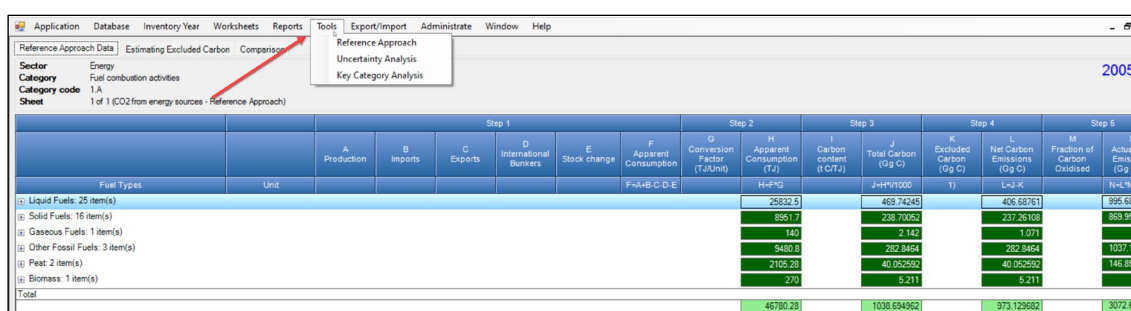 Application Database Inventory Year Worksheets Reports Tools Export/Import Administrate Window Help
Reference Approach Data Estimating Excluded Carbon Comparison
Reference Approach
Uncertainty Analysis
Key Category Analysis
Sector Energy
Category Fuel combustion activities
Category code 1.A
Sheet 1 of 1 (CO2 from energy sources - Reference Approach)
2005
Step 1 Step 2 Step 3 Step 4 Step 5
A Production
B Imports
C Exports
D International Bunkers
E Stock change
F Apparent Consumption
G Conversion Factor (TJ/Unit)
H Apparent Consumption (TJ)
I Carbon content (t C/TJ)
J Total Carbon (Gg C)
K Excluded Carbon (Gg C)
L Net Carbon Emissions (Gg C)
M Fraction of Carbon Oxidised
Fuel Types Unit F=A+B-C-D-E H=F*G J=H*I/1000 1) L=J-K
Liquid Fuels: 25 item(s) 25832.5 469.74245 406.68761
Solid Fuels: 16 item(s) 8951.7 238.70052 237.26108
Gaseous Fuels: 1 item(s) 140 2.142 1.071
Other Fossil Fuels: 3 item(s) 9480.8 282.8464 282.8464
Peat: 2 item(s) 2105.28 40.052592 40.052592
Biomass: 1 item(s) 270 5.211 5.211
Total
46780.28 1038.694962 973.129682